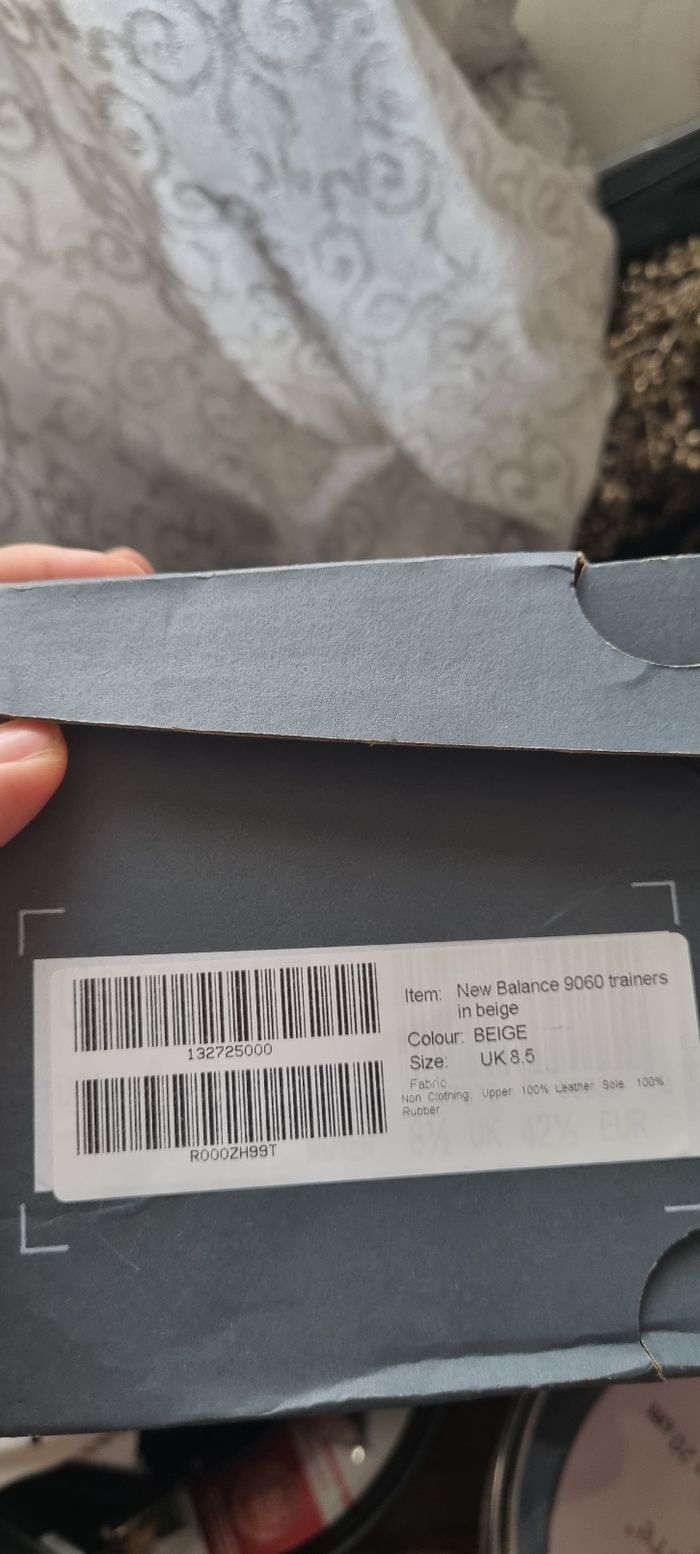 132725000
R000ZH99T
Item: New Balance 9060 trainers
in beige
Colour: BEIGE
Size: UK 8.5
Fabric
Non Clothing Upper 100% Leather Sole 100%
Rubber
8½ UK 42½ EUR